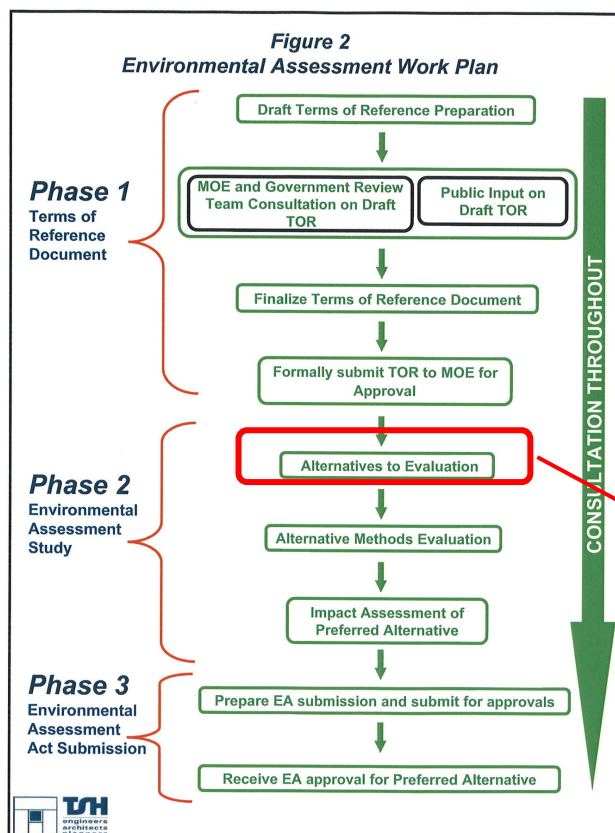 Figure 2
Environmental Assessment Work Plan
Draft Terms of Reference Preparation
Phase 1
Terms of
Reference
Document
MOE and Government Review
Team Consultation on Draft
TOR
Public Input on
Draft TOR
Finalize Terms of Reference Document
Formally submit TOR to MOE for
Approval
Phase 2
Environmental
Assessment
Study
Alternatives to Evaluation
Alternative Methods Evaluation
Impact Assessment of
Preferred Alternative
Phase 3
Environmental
Assessment
Act Submission
Prepare EA submission and submit for approvals
Receive EA approval for Preferred Alternative
CONSULTATION THROUGHOUT
TSH
engineers
architects